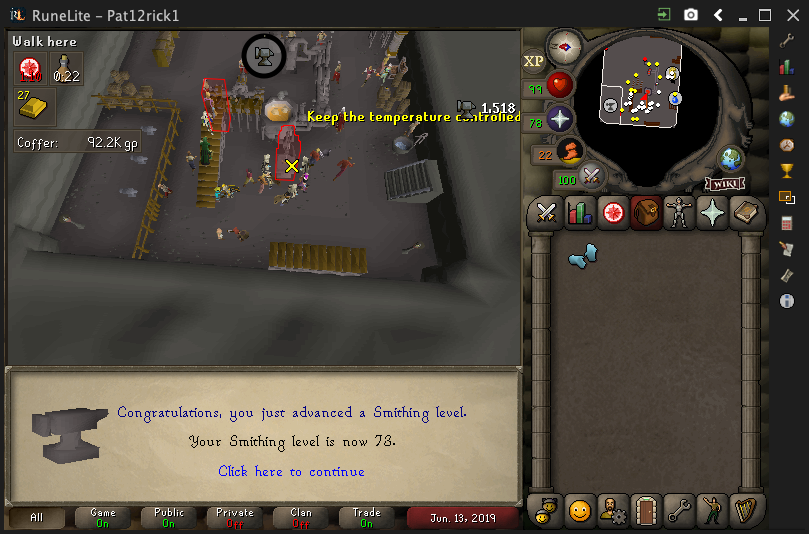 RuneLite - Pat12rick1
Walk here
0.22
27
Coffer: 92.2K gp
Keep the temperature controlled
1,518
XP
99
78
22
100
WIKI
Congratulations, you just advanced a Smithing level.
Your Smithing level is now 73.
Click here to continue
All
Game
On
Public
On
Private
Off
Clan
Off
Trade
On
Jun. 13, 2019